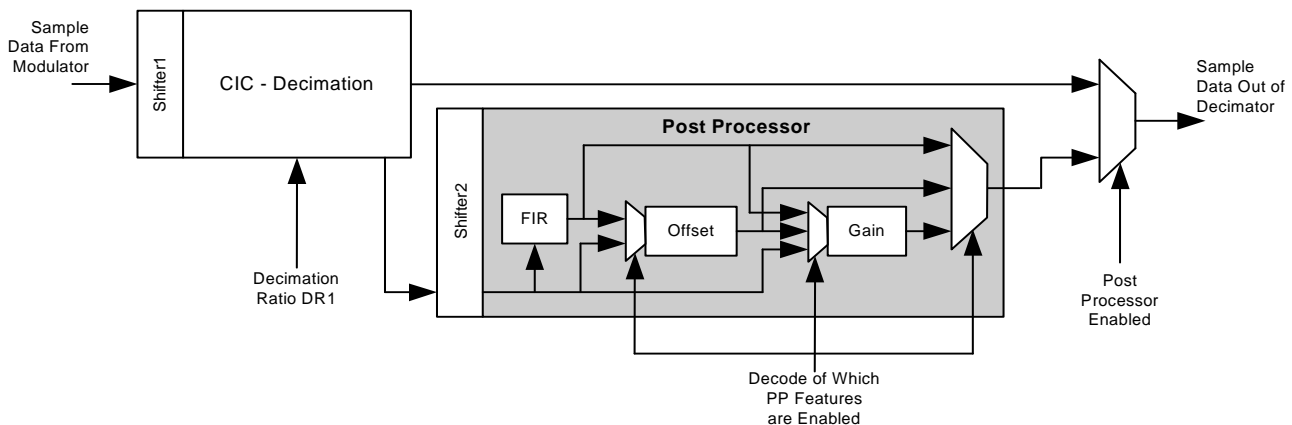 Sample
Data From
Modulator
Shifter1
CIC - Decimation
Sample
Data Out of
Decimator
Post Processor
Shifter2
FIR
Offset
Gain
Decimation
Ratio DR1
Post
Processor
Enabled
Decode of Which
PP Features
are Enabled